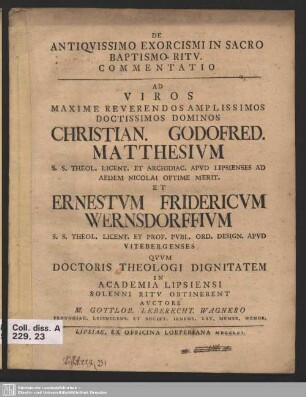 DE
ANTIQVISSIMO EXORCISMI IN SACRO
BAPTISMO RITV
COMMENTATIO
AD
VIROS
MAXIME REVERENDOS AMPLISSIMOS
DOCTISSIMOS DOMINOS
CHRISTIAN. GODOFRED.
MATTHESIVM
S. S. THEOL. LICENT. ET ARCHIDIAC. APVD LIPSIENSES AD
AEDEM NICOLAI OPTIME MERIT.
ET
ERNESTVM FRIDERICVM
WERNSDORFFIVM
S. S. THEOL. LICENT. ET PROF. PVBL. ORD. DESIGN. APVD
VITEBERGENSES
QVVM
DOCTORIS THEOLOGI DIGNITATEM
IN
ACADEMIA LIPSIENSI
SOLENNI RITV OBTINERENT
AVCTORE
M. GOTTLOB. LEBERECHT. WAGNERO
LIPSIAE, EX OFFICINA LOEPERIANA
Coll. diss. A
229, 23